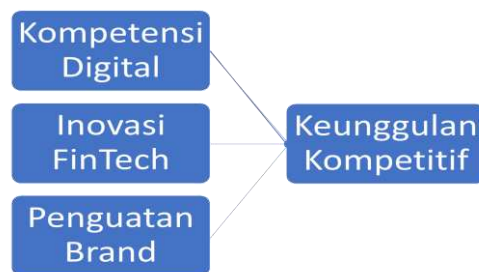 Kompetensi
Digital
Inovasi
FinTech
Penguatan
Brand
Keunggulan
Kompetitif